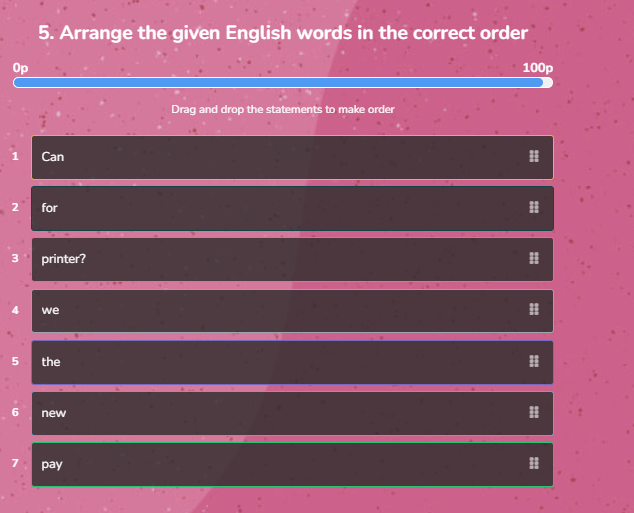 5. Arrange the given English words in the correct order
0p 100p
Drag and drop the statements to make order
1 Can
2 for
3 printer?
4 we
5 the
6 new
7 pay